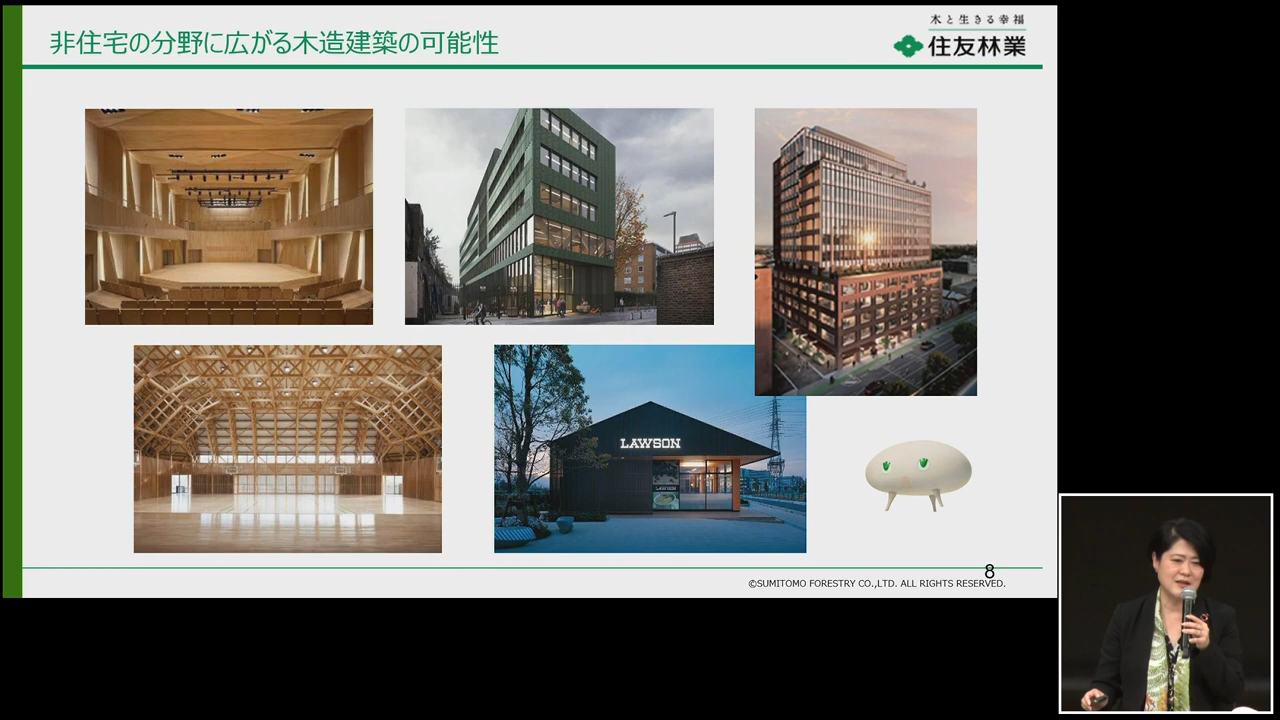 非住宅の分野に広がる木造建築の可能性
木と生きる幸福
住友林業
LAWSON
8
©SUMITOMO FORESTRY CO.,LTD. ALL RIGHTS RESERVED.